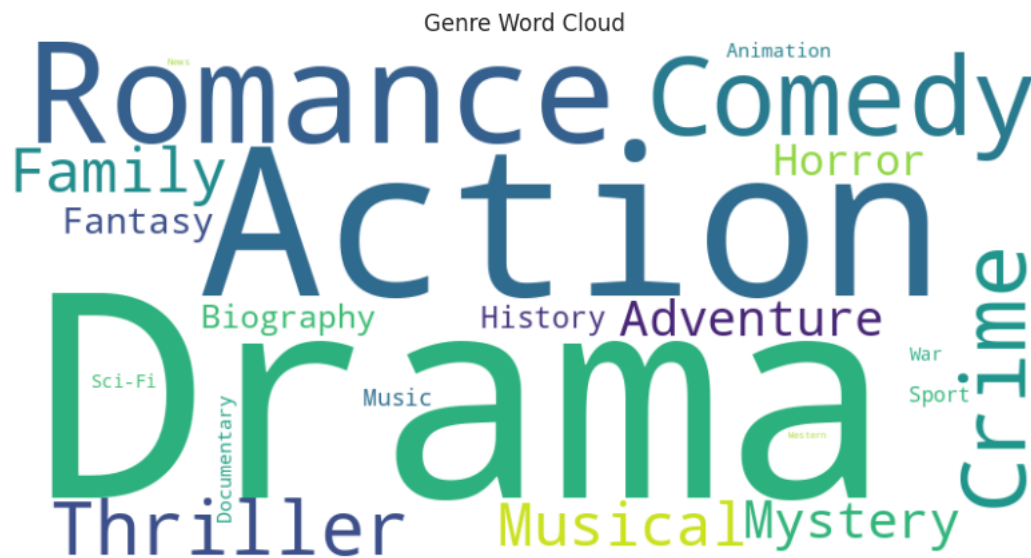 Genre Word Cloud
Romance
News
Comedy
Animation
Family
Action
Horror
Fantasy
Crime
Biography
History
Adventure
Drama
Sci-Fi
Music
War
Sport
Documentary
Western
Thriller
Musical
Mystery